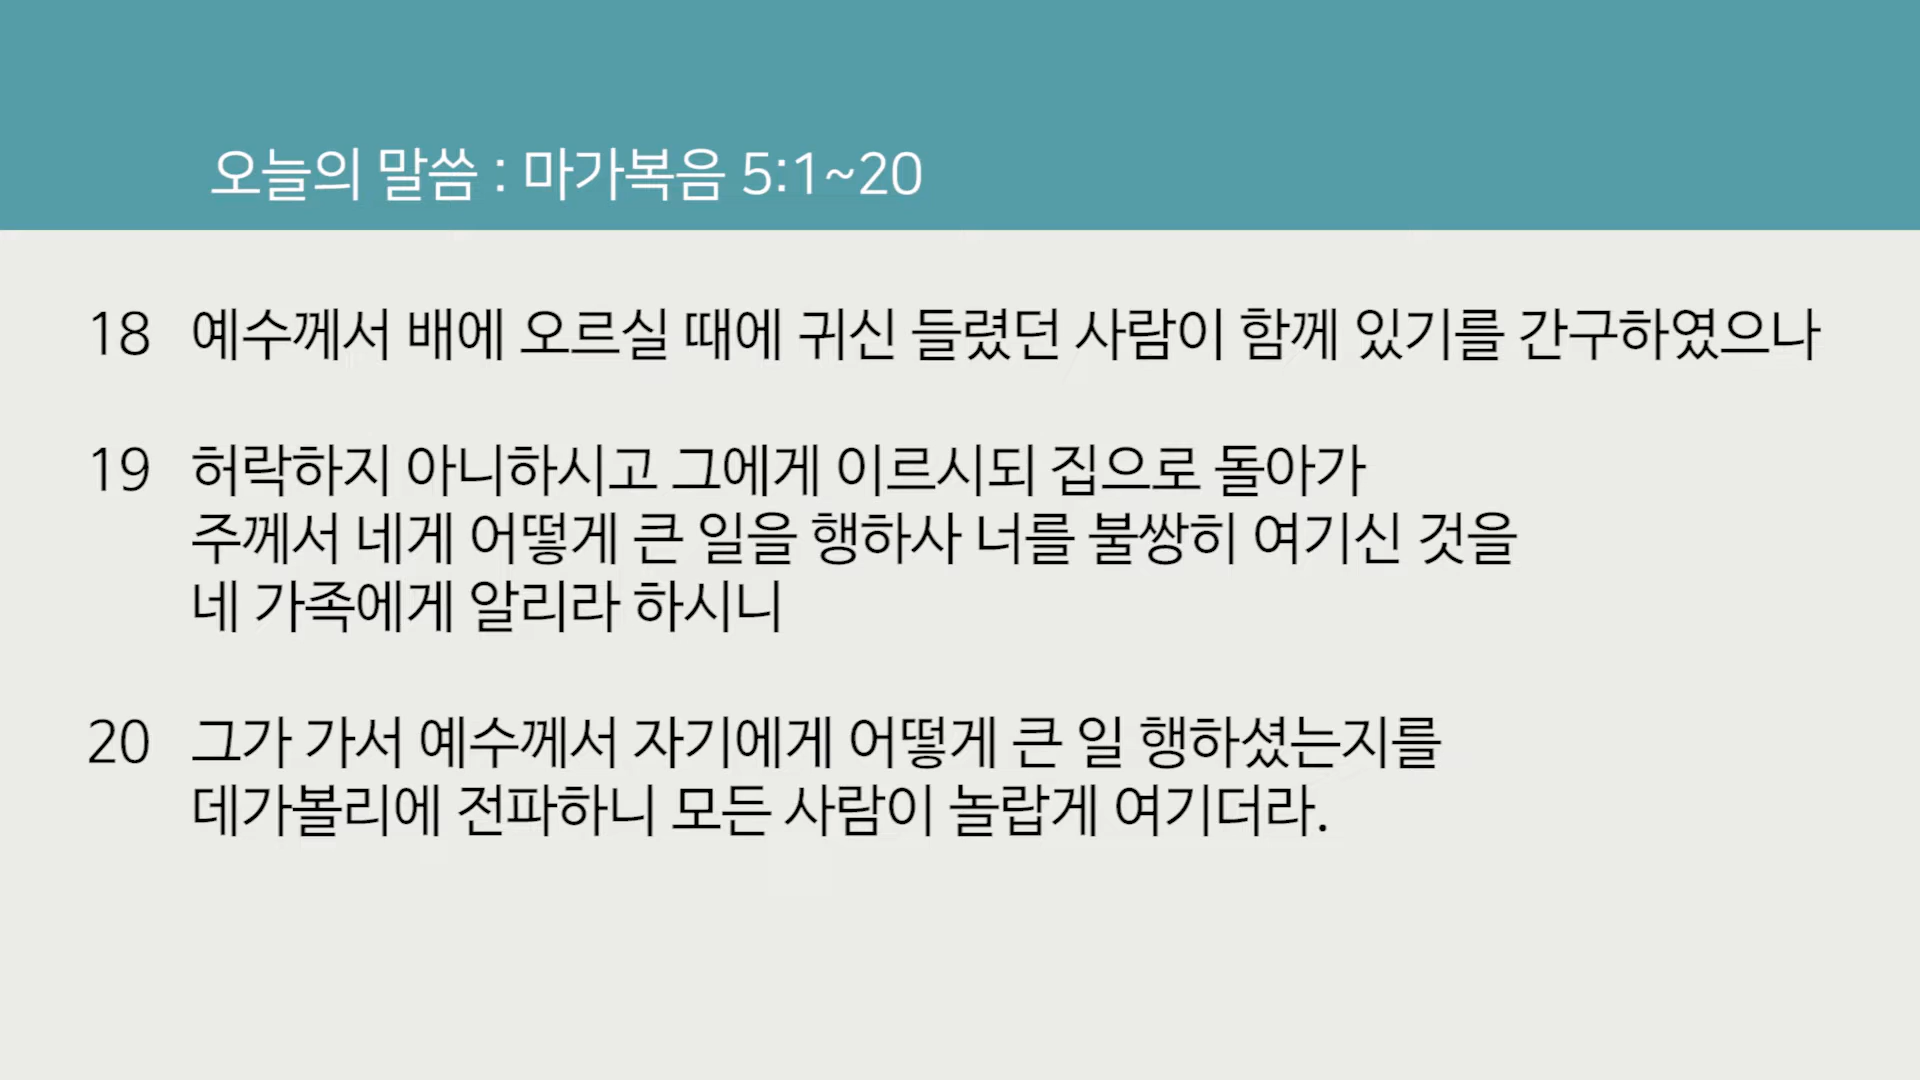 오늘의 말씀 : 마가복음 5:1~20
18 예수께서 배에 오르실 때에 귀신 들렸던 사람이 함께 있기를 간구하였으나
19 허락하지 아니하시고 그에게 이르시되 집으로 돌아가
주께서 네게 어떻게 큰 일을 행하사 너를 불쌍히 여기신 것을
네 가족에게 알리라 하시니
20 그가 가서 예수께서 자기에게 어떻게 큰 일 행하셨는지를
데가볼리에 전파하니 모든 사람이 놀랍게 여기더라.